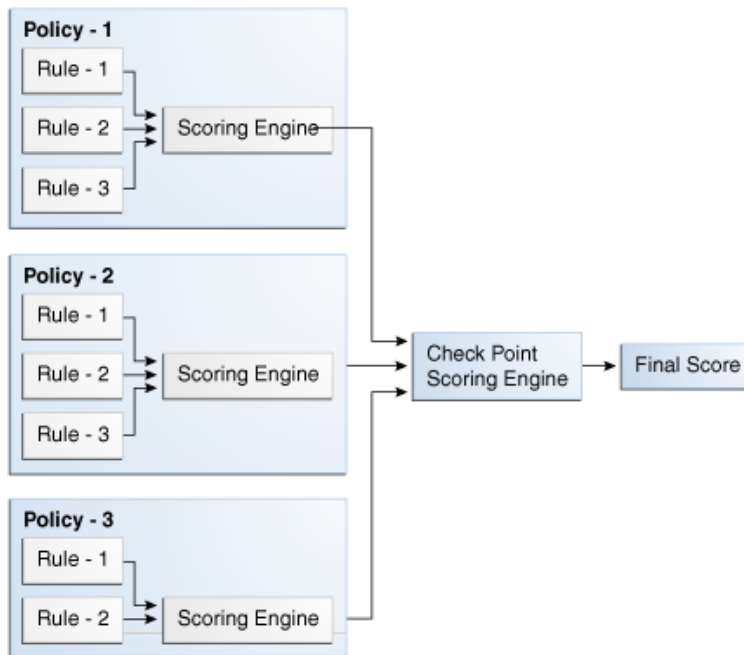 Policy - 1
Rule - 1
Rule - 2
Rule - 3
Scoring Engine
Policy - 2
Rule - 1
Rule - 2
Rule - 3
Scoring Engine
Policy - 3
Rule - 1
Rule - 2
Scoring Engine
Check Point
Scoring Engine
Final Score